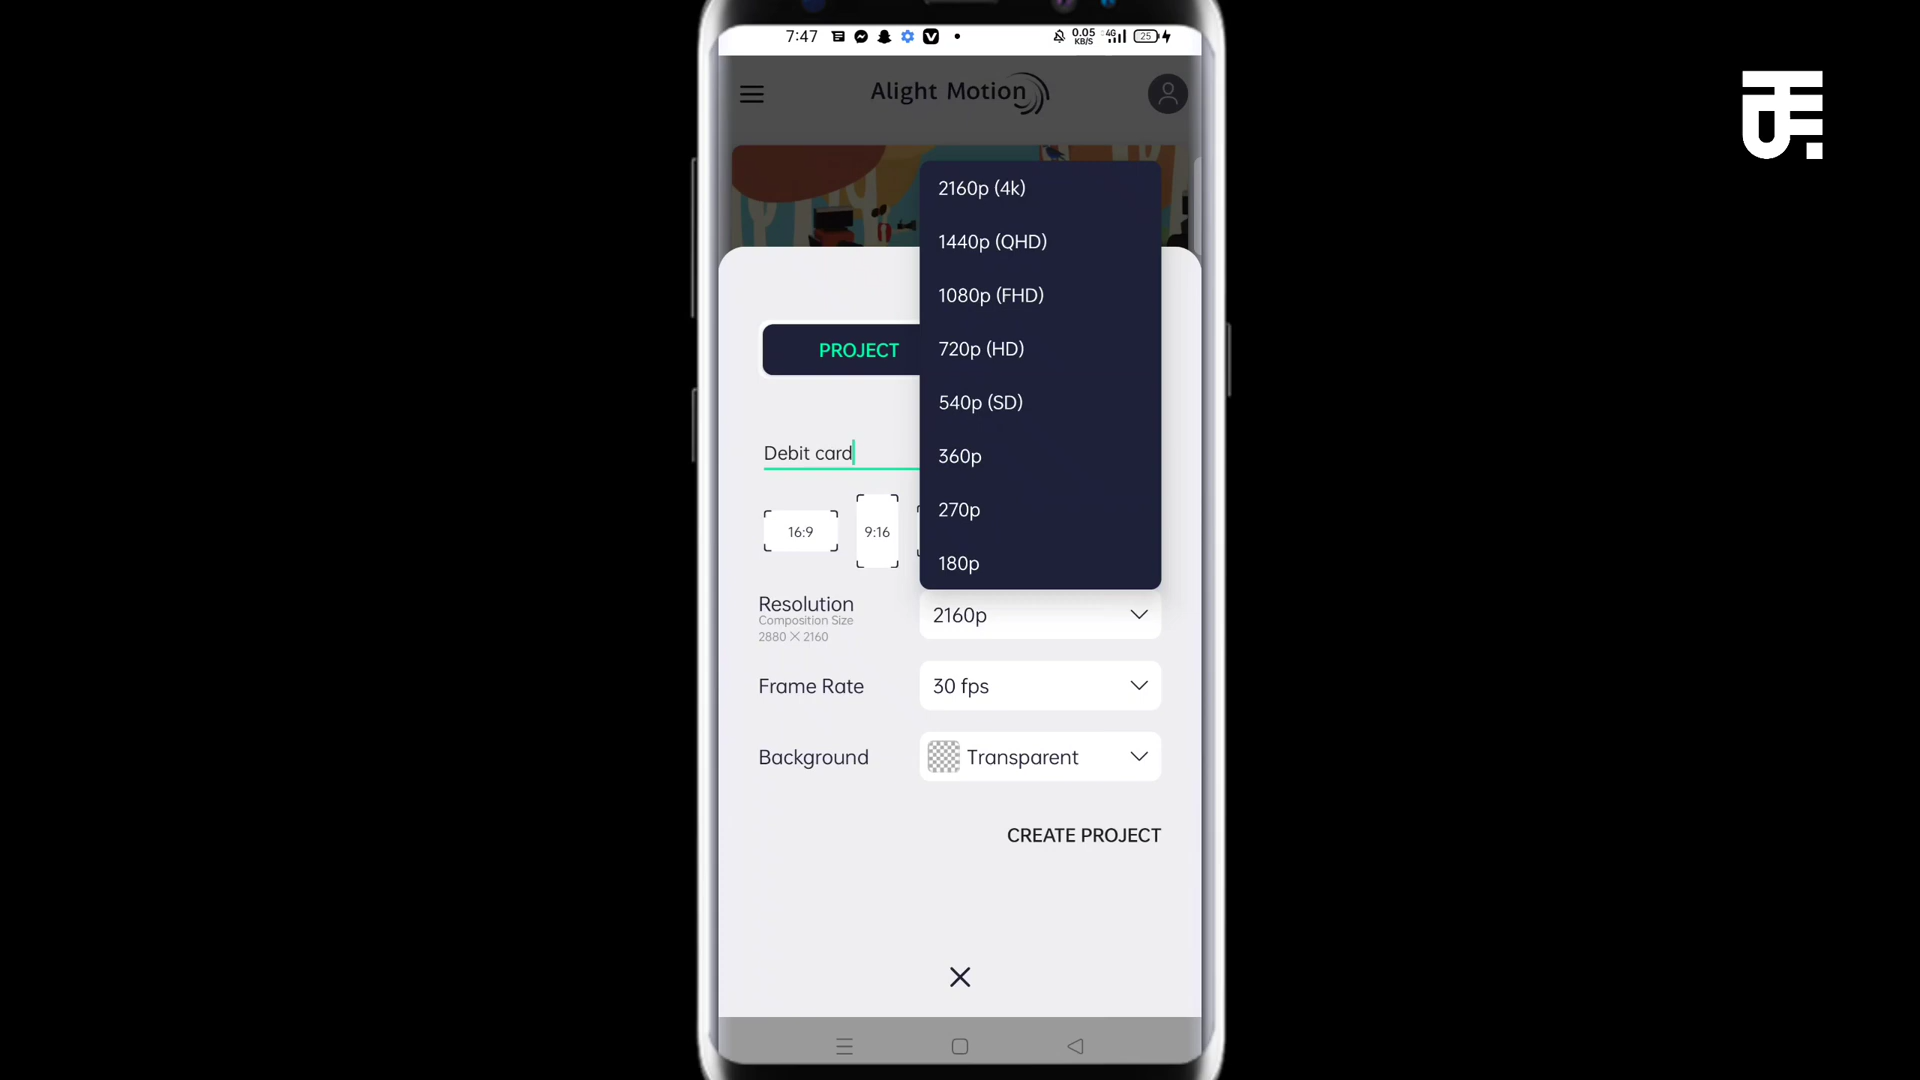 7:47
0.05
KB/S
4G
25
Alight Motion
2160p (4k)
1440p (QHD)
1080p (FHD)
720p (HD)
540p (SD)
360p
270p
180p
PROJECT
Debit card
16:9
9:16
Resolution
Composition Size
2880 X 2160
2160p
Frame Rate
30 fps
Background
Transparent
CREATE PROJECT